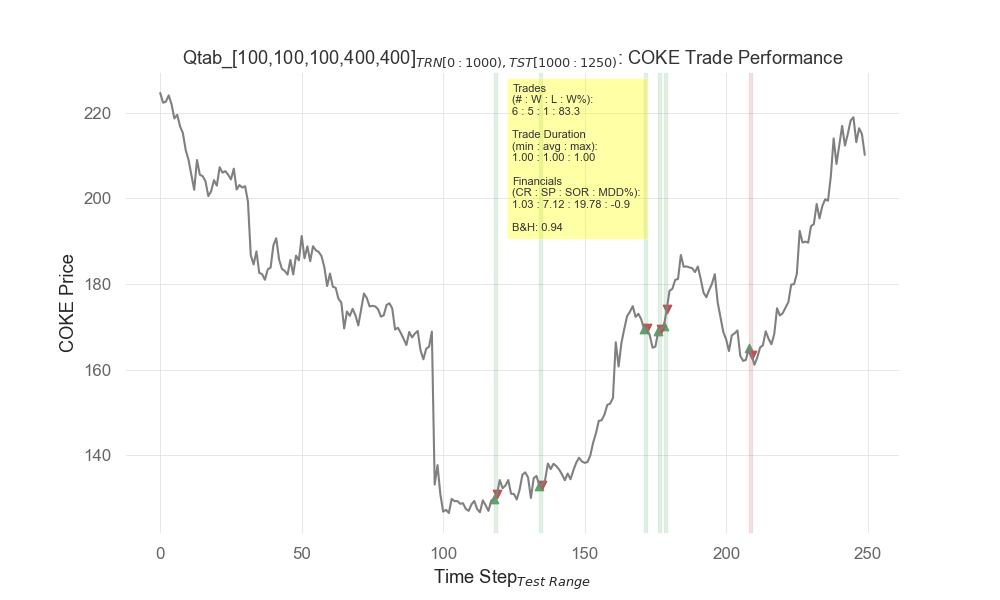 Qtab_[100,100,100,400,400]TRN[0:1000),TST[1000:1250): COKE Trade Performance
Trades
(# : W : L : W%):
6 : 5 : 1 : 83.3
Trade Duration
(min : avg : max):
1.00 : 1.00 : 1.00
Financials
(CR : SP : SOR : MDD%):
1.03 : 7.12 : 19.78 : -0.9
B&H: 0.94
COKE Price
220
200
180
160
140
0 50 100 150 200 250
Time StepTest Range